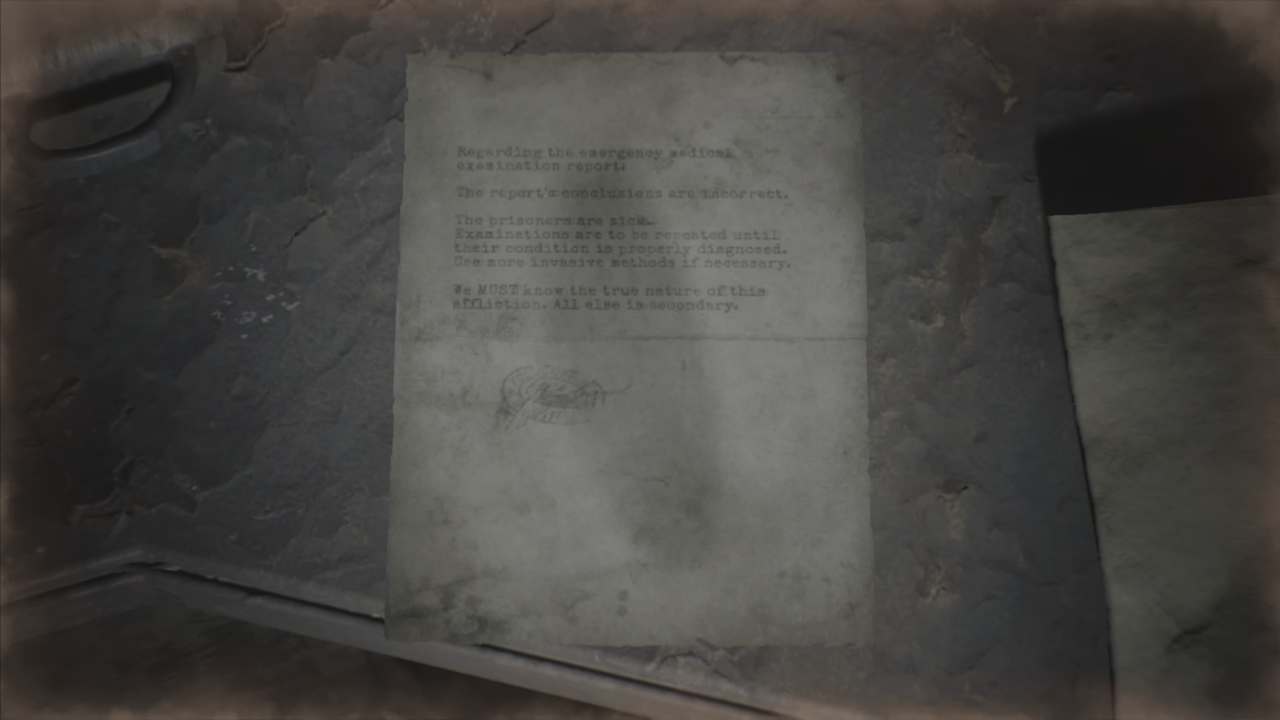 Regarding the emergency medical
examination report:
The report's conclusions are incorrect.
The prisoners are sick.
Examinations are to be repeated until
their condition is properly diagnosed.
Use more invasive methods if necessary.
We MUST know the true nature of this
affliction. All else is secondary.